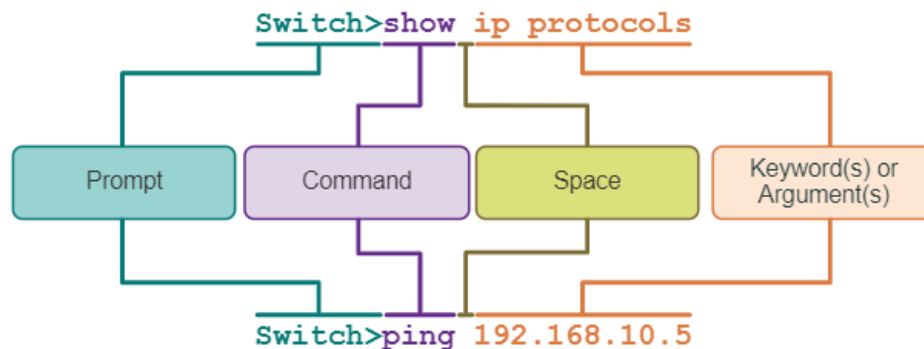 Switch>show ip protocols
Prompt
Command
Space
Keyword(s) or
Argument(s)
Switch>ping 192.168.10.5